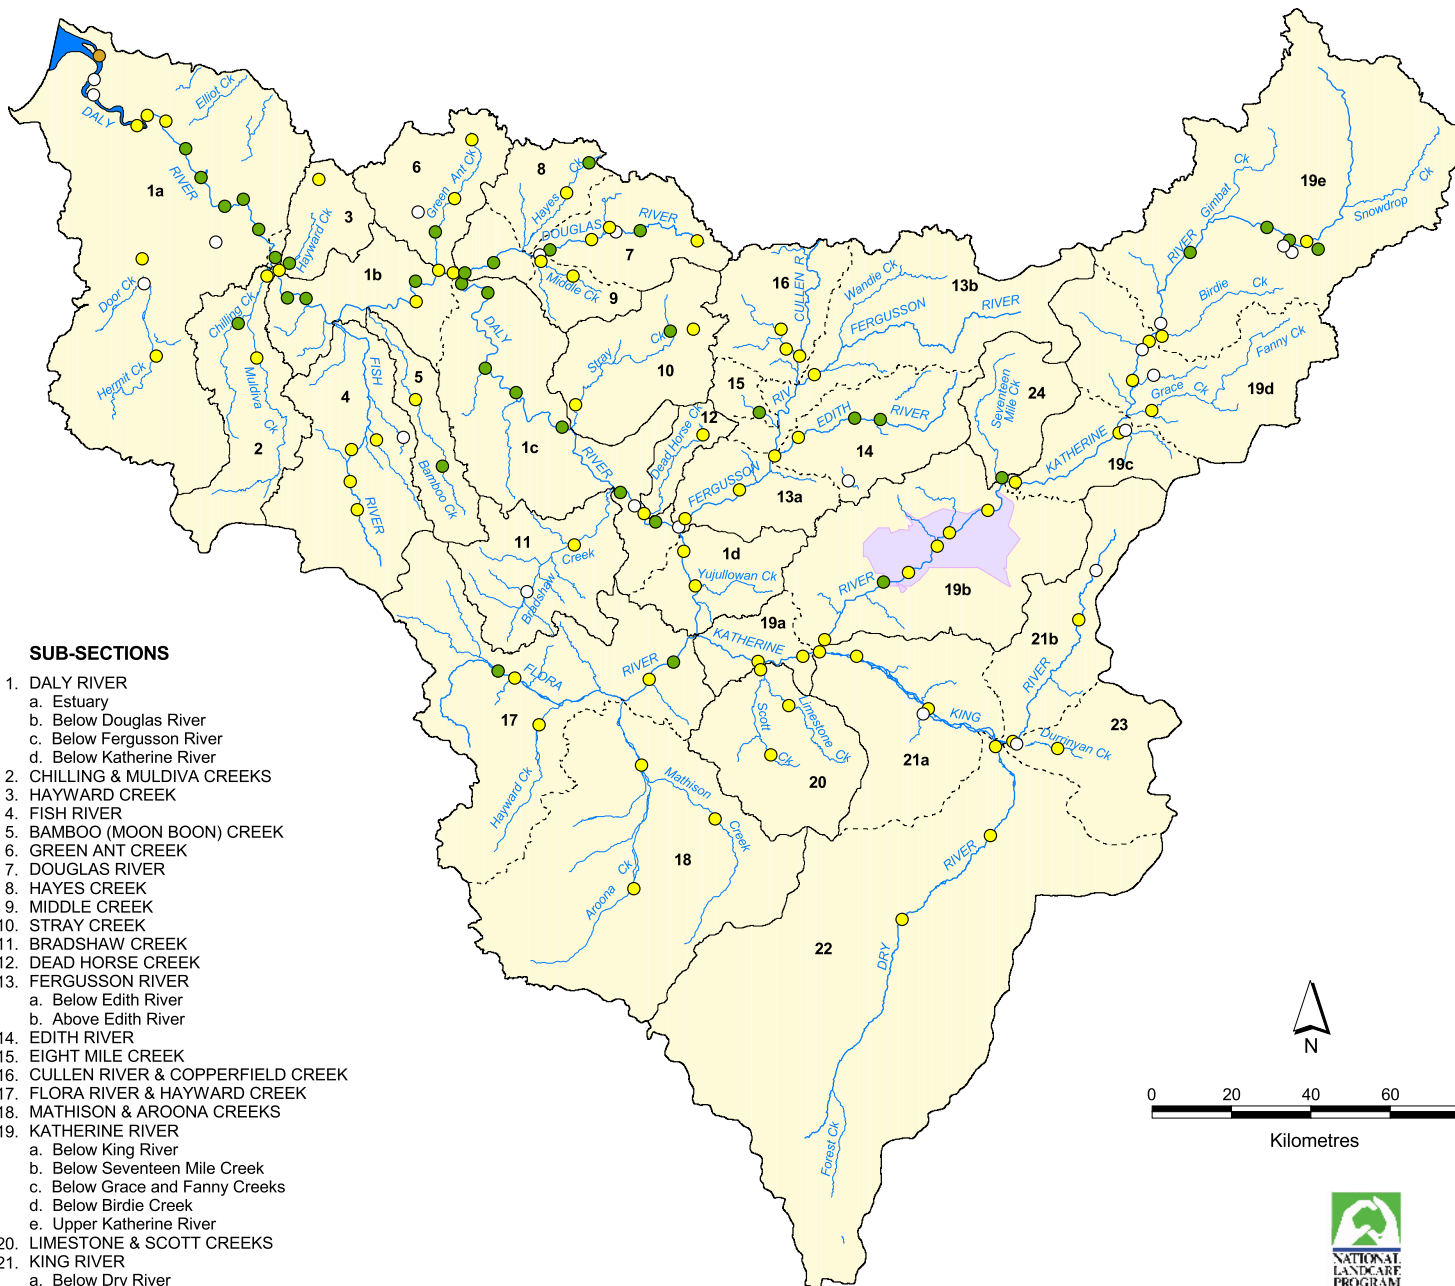 Elliot Ck
DALY
RIVER
1a
Door Ck
Hermit Ck
Chilling Ck
Muldiva
Ck
2
3
Hayward Ck
1b
6
Green Ant Ck
8
Hayes
Ck
DOUGLAS
RIVER
7
Middle Ck
9
DALY
RIVER
1c
Stray
Ck
10
FISH
RIVER
4
5
Bamboo Ck
11
Bradshaw
Creek
12
Dead Horse Ck
16
CULLEN R
Wandie Ck
13b
FERGUSSON
RIVER
15
RIV
EDITH
RIVER
14
FERGUSSON
13a
1d
Yujullowan Ck
24
Seventeen
Mile Ck
19e
Gimbat
Ck
RIVER
Snowdrop
Ck
Birdie
Ck
Fanny Ck
Grace
Ck
19d
KATHERINE
19c
RIVER
19b
19a
KATHERINE
21b
RIVER
23
Durrinyan Ck
KING
21a
Scott
Ck
Limestone
Ck
20
FLORA
RIVER
17
Hayward Ck
Mathison
Creek
18
Aroona
Ck
22
DRY
RIVER
Forest Ck
SUB-SECTIONS
1. DALY RIVER
a. Estuary
b. Below Douglas River
c. Below Fergusson River
d. Below Katherine River
2. CHILLING & MULDIVA CREEKS
3. HAYWARD CREEK
4. FISH RIVER
5. BAMBOO (MOON BOON) CREEK
6. GREEN ANT CREEK
7. DOUGLAS RIVER
8. HAYES CREEK
9. MIDDLE CREEK
10. STRAY CREEK
11. BRADSHAW CREEK
12. DEAD HORSE CREEK
13. FERGUSSON RIVER
a. Below Edith River
b. Above Edith River
14. EDITH RIVER
15. EIGHT MILE CREEK
16. CULLEN RIVER & COPPERFIELD CREEK
17. FLORA RIVER & HAYWARD CREEK
18. MATHISON & AROONA CREEKS
19. KATHERINE RIVER
a. Below King River
b. Below Seventeen Mile Creek
c. Below Grace and Fanny Creeks
d. Below Birdie Creek
e. Upper Katherine River
20. LIMESTONE & SCOTT CREEKS
21. KING RIVER
a. Below Dry River
N
0 20 40 60
Kilometres
NATIONAL
LANDCARE
PROGRAM